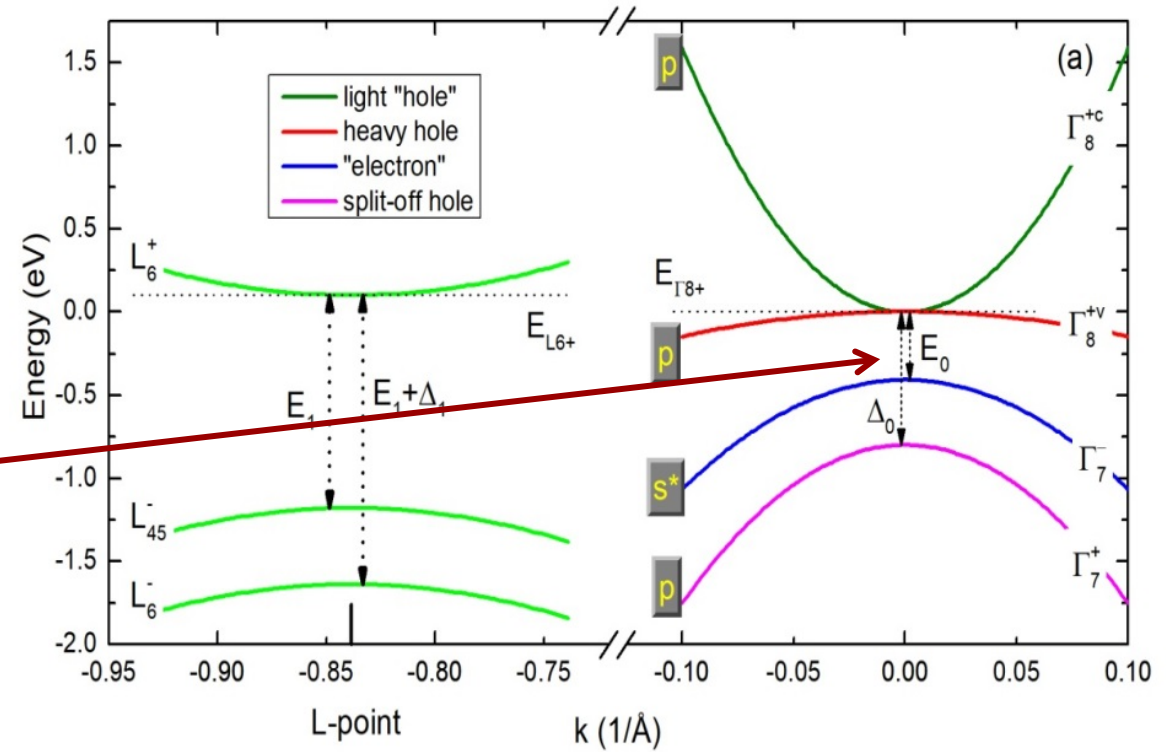 (a)
light "hole"
heavy hole
"electron"
split-off hole
Energy (eV)
1.5
1.0
0.5
0.0
-0.5
-1.0
-1.5
-2.0
L₆⁺
E_L6+
E₁
E₁+Δ₁
L₄₅⁻
L₆⁻
p
Γ₈⁺ᶜ
E_Γ8+
p
Γ₈⁺ᵛ
E₀
Δ₀
s*
Γ₇⁻
p
Γ₇⁺
-0.95
-0.90
-0.85
-0.80
-0.75
-0.10
-0.05
0.00
0.05
0.10
L-point
k (1/Å)